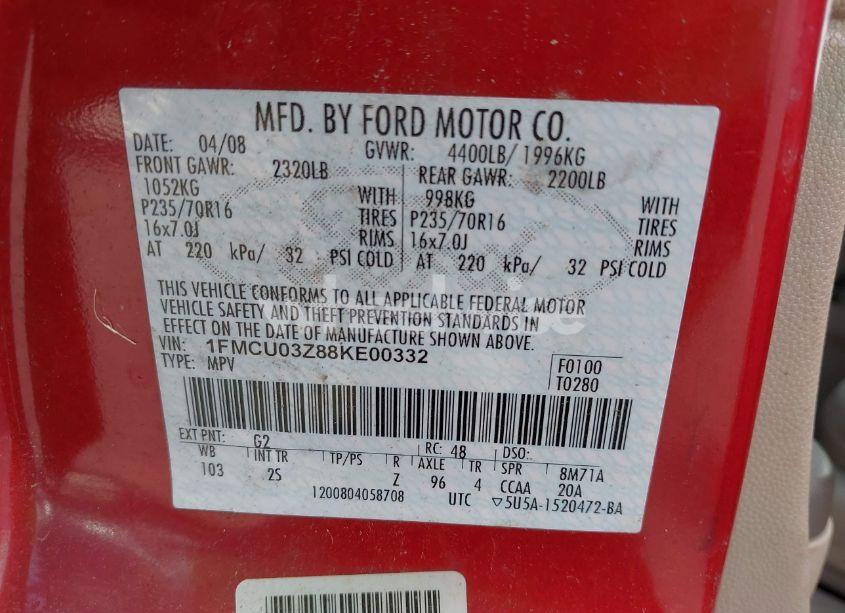 MFD. BY FORD MOTOR CO.
DATE: 04/08 GVWR: 4400LB/ 1996KG
FRONT GAWR: 2320LB REAR GAWR: 2200LB
1052KG WITH 998KG WITH
P235/70R16 TIRES P235/70R16 TIRES
16x7.0J RIMS 16x7.0J RIMS
AT 220 kPa/ 32 PSI COLD AT 220 kPa/ 32 PSI COLD
THIS VEHICLE CONFORMS TO ALL APPLICABLE FEDERAL MOTOR
VEHICLE SAFETY AND THEFT PREVENTION STANDARDS IN
EFFECT ON THE DATE OF MANUFACTURE SHOWN ABOVE.
VIN: 1FMCU03Z88KE00332
TYPE: MPV
F0100
T0280
EXT PNT: G2 RC: 48 DSO:
WB INT TR TP/PS R AXLE TR SPR 8M71A
103 2S Z 96 4 CCAA 20A
1200804058708 UTC ▽5U5A-1520472-BA